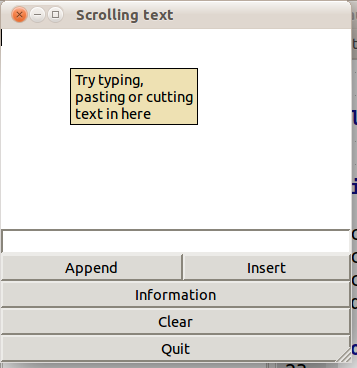 Scrolling text
Try typing,
pasting or cutting
text in here
Append
Insert
Information
Clear
Quit